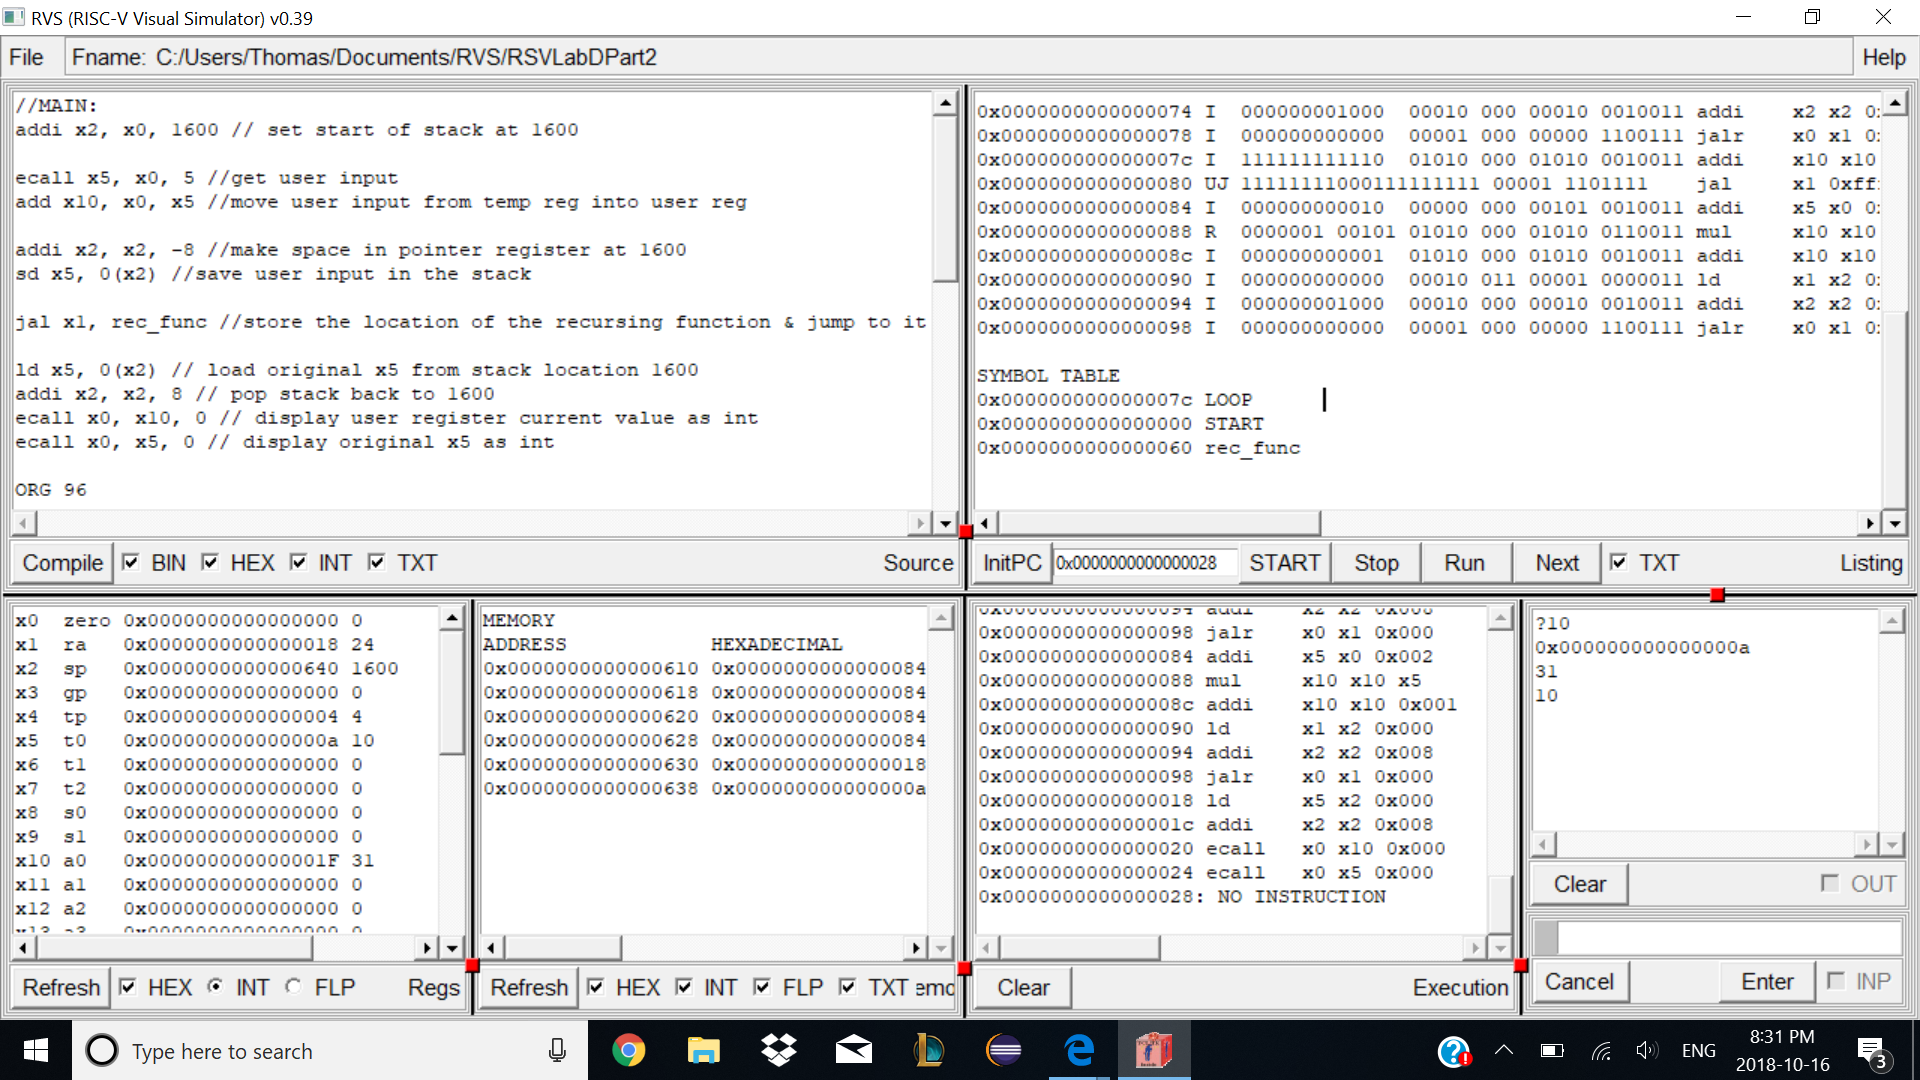 RVS (RISC-V Visual Simulator) v0.39
File Fname: C:/Users/Thomas/Documents/RVS/RSVLabDPart2 Help
//MAIN:
addi x2, x0, 1600 // set start of stack at 1600
ecall x5, x0, 5 //get user input
add x10, x0, x5 //move user input from temp reg into user reg
addi x2, x2, -8 //make space in pointer register at 1600
sd x5, 0(x2) //save user input in the stack
jal x1, rec_func //store the location of the recursing function & jump to it
ld x5, 0(x2) // load original x5 from stack location 1600
addi x2, x2, 8 // pop stack back to 1600
ecall x0, x10, 0 // display user register current value as int
ecall x0, x5, 0 // display original x5 as int
ORG 96
Compile BIN HEX INT TXT Source
0x0000000000000074 I 000000001000 00010 000 00010 0010011 addi x2 x2 0
0x0000000000000078 I 000000000000 00001 000 00000 1100111 jalr x0 x1 0
0x000000000000007c I 111111111110 01010 000 01010 0010011 addi x10 x10
0x0000000000000080 UJ 11111111000111111111 00001 1101111 jal x1 0xff
0x0000000000000084 I 000000000010 00000 000 00101 0010011 addi x5 x0 0
0x0000000000000088 R 0000001 00101 01010 000 01010 0110011 mul x10 x10
0x000000000000008c I 000000000001 01010 000 01010 0010011 addi x10 x10
0x0000000000000090 I 000000000000 00010 011 00001 0000011 ld x1 x2 0
0x0000000000000094 I 000000001000 00010 000 00010 0010011 addi x2 x2 0
0x0000000000000098 I 000000000000 00001 000 00000 1100111 jalr x0 x1 0
SYMBOL TABLE
0x000000000000007c LOOP
0x0000000000000000 START
0x0000000000000060 rec_func
InitPC 0x0000000000000028 START Stop Run Next TXT Listing
x0 zero 0x0000000000000000 0
x1 ra 0x0000000000000018 24
x2 sp 0x0000000000000640 1600
x3 gp 0x0000000000000000 0
x4 tp 0x0000000000000004 4
x5 t0 0x000000000000000a 10
x6 t1 0x0000000000000000 0
x7 t2 0x0000000000000000 0
x8 s0 0x0000000000000000 0
x9 s1 0x0000000000000000 0
x10 a0 0x000000000000001F 31
x11 a1 0x0000000000000000 0
x12 a2 0x0000000000000000 0
x13 a3 0x0000000000000000 0
Refresh HEX INT FLP Regs
MEMORY
ADDRESS HEXADECIMAL
0x0000000000000610 0x0000000000000084
0x0000000000000618 0x0000000000000084
0x0000000000000620 0x0000000000000084
0x0000000000000628 0x0000000000000084
0x0000000000000630 0x0000000000000018
0x0000000000000638 0x000000000000000a
Refresh HEX INT FLP TXT emc
0x0000000000000094 addi x2 x2 0x008
0x0000000000000098 jalr x0 x1 0x000
0x0000000000000084 addi x5 x0 0x002
0x0000000000000088 mul x10 x10 x5
0x000000000000008c addi x10 x10 0x001
0x0000000000000090 ld x1 x2 0x000
0x0000000000000094 addi x2 x2 0x008
0x0000000000000098 jalr x0 x1 0x000
0x0000000000000018 ld x5 x2 0x000
0x000000000000001c addi x2 x2 0x008
0x0000000000000020 ecall x0 x10 0x000
0x0000000000000024 ecall x0 x5 0x000
0x0000000000000028: NO INSTRUCTION
Clear Execution
?10
0x000000000000000a
31
10
Clear OUT
Cancel Enter INP
Type here to search
ENG
8:31 PM
2018-10-16
3